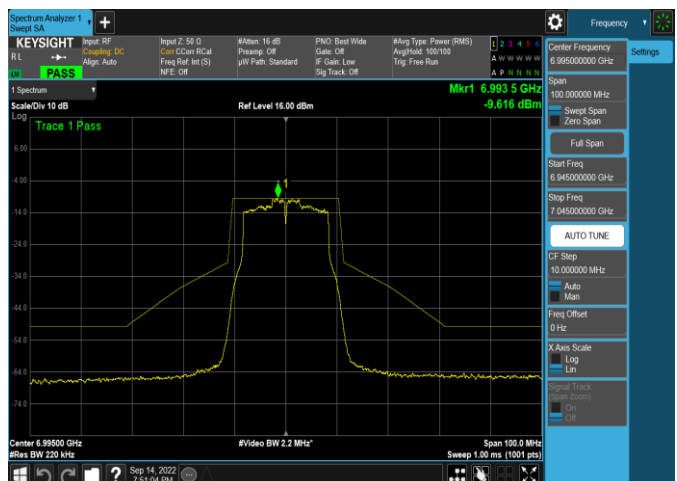 Spectrum Analyzer 1
Swept SA
+
Frequency
KEYSIGHT
RL
LW
PASS
Input: RF
Coupling: DC
Align: Auto
Input Z: 50 Ω
Corr CCorr RCal
Freq Ref: Int (S)
NFE: Off
#Atten: 16 dB
Preamp: Off
µW Path: Standard
PNO: Best Wide
Gate: Off
IF Gain: Low
Sig Track: Off
#Avg Type: Power (RMS)
Avg|Hold: 100/100
Trig: Free Run
1 2 3 4 5 6
A W W W W W
A P N N N N
1 Spectrum
Scale/Div 10 dB
Log
Ref Level 16.00 dBm
Mkr1 6.993 5 GHz
-9.616 dBm
Trace 1 Pass
1
6.00
-4.00
-14.0
-24.0
-34.0
-44.0
-54.0
-64.0
-74.0
Center 6.99500 GHz
#Res BW 220 kHz
#Video BW 2.2 MHz*
Span 100.0 MHz
Sweep 1.00 ms (1001 pts)
Sep 14, 2022
7:51:04 PM
?
Center Frequency
6.995000000 GHz
Settings
Span
100.000000 MHz
Swept Span
Zero Span
Full Span
Start Freq
6.945000000 GHz
Stop Freq
7.045000000 GHz
AUTO TUNE
CF Step
10.000000 MHz
Auto
Man
Freq Offset
0 Hz
X Axis Scale
Log
Lin
Signal Track
(Span Zoom)
On
Off